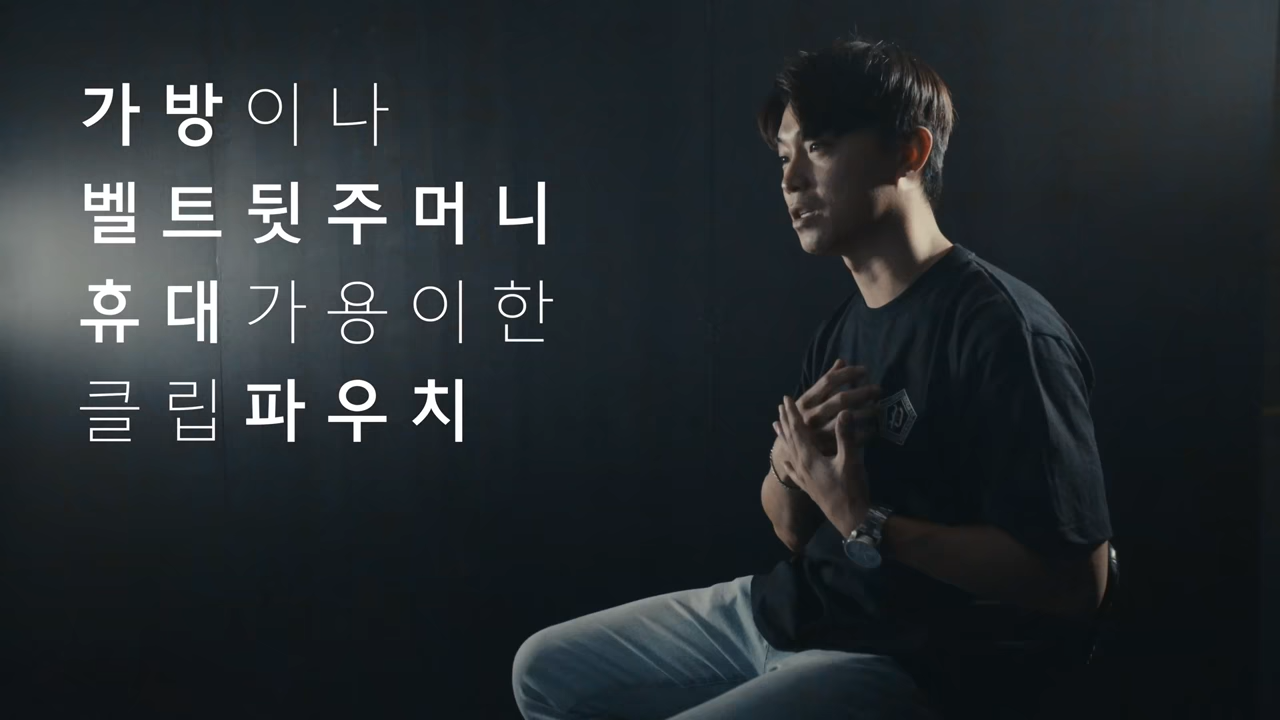 가방이나
벨트뒷주머니
휴대가용이한
클립파우치